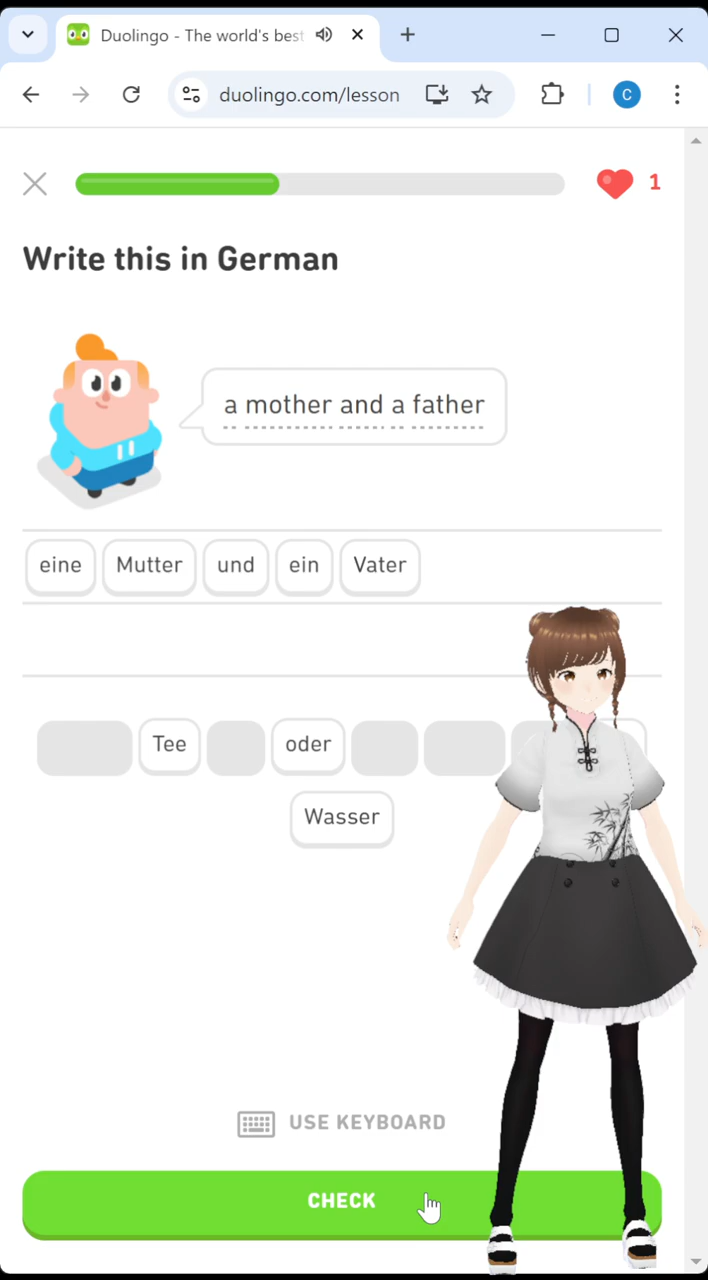 Duolingo - The world's best
duolingo.com/lesson
C
1
Write this in German
a mother and a father
eine Mutter und ein Vater
Tee oder
Wasser
USE KEYBOARD
CHECK